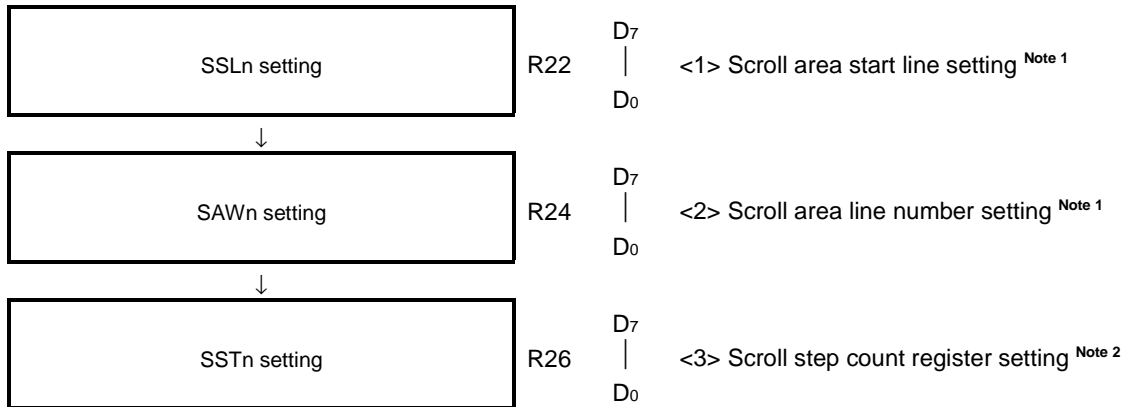 D7
SSLn setting R22 | <1> Scroll area start line setting Note 1
D0
↓
D7
SAWn setting R24 | <2> Scroll area line number setting Note 1
D0
↓
D7
SSTn setting R26 | <3> Scroll step count register setting Note 2
D0